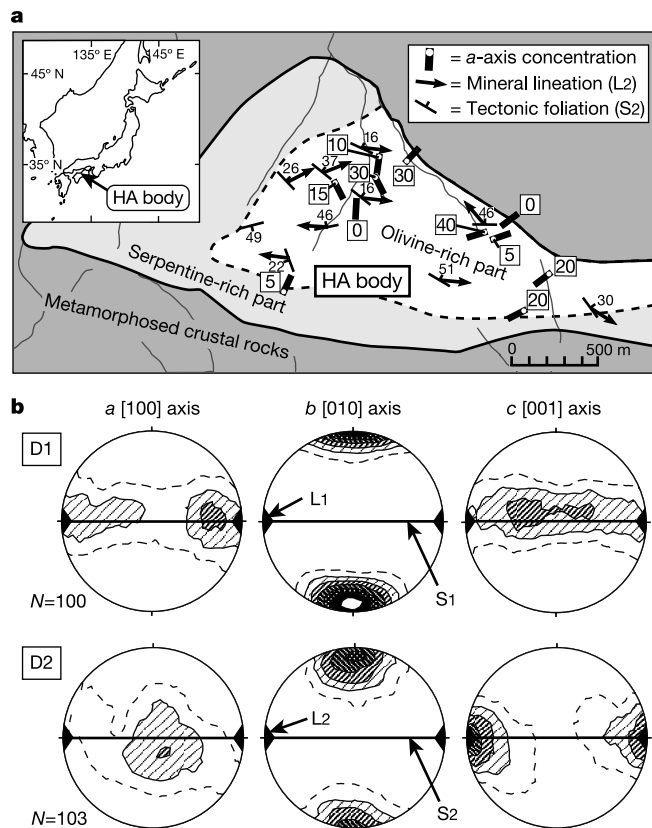 a
135° E
145° E
45° N
35° N
HA body
= a-axis concentration
= Mineral lineation (L2)
= Tectonic foliation (S2)
16
10
37
26
30
30
15
16
0
46
49
22
5
46
0
40
5
Olivine-rich part
Serpentine-rich part
HA body
51
20
20
30
Metamorphosed crustal rocks
0
500 m
b
a [100] axis
b [010] axis
c [001] axis
D1
L1
S1
N=100
D2
L2
S2
N=103